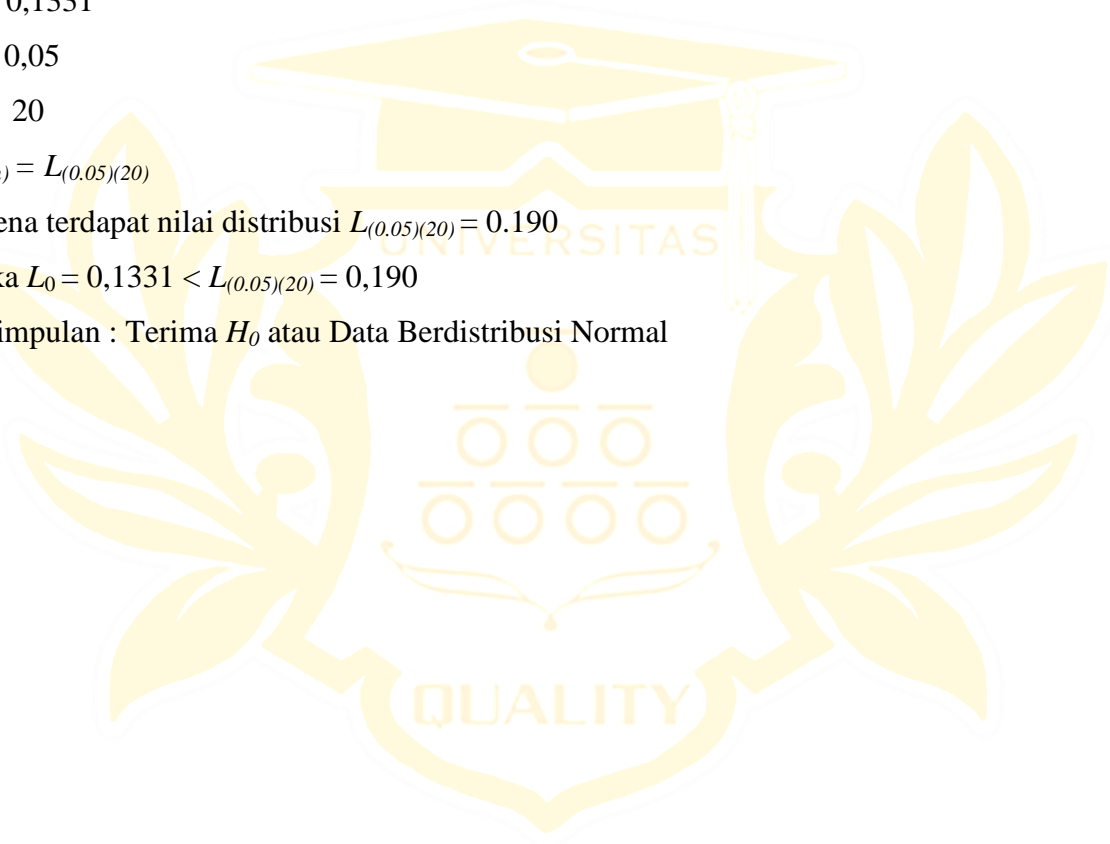 0,1331
0,05
20
) = L(0.05)(20)
ena terdapat nilai distribusi L(0.05)(20) = 0.190
ka L0 = 0,1331 < L(0.05)(20) = 0,190
impulan : Terima H0 atau Data Berdistribusi Normal
UNIVERSITAS
QUALITY